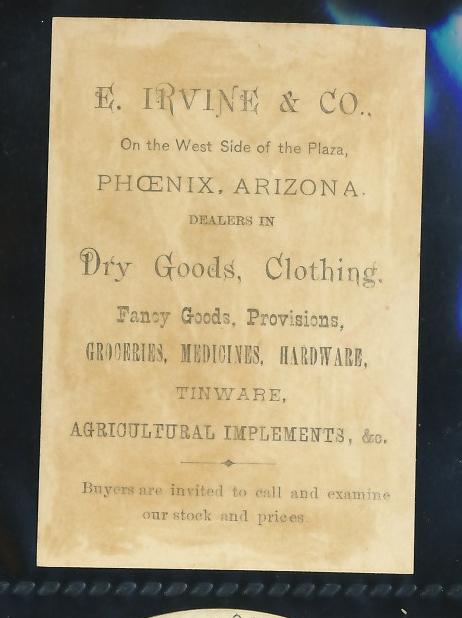 E. IRVINE & CO.,
On the West Side of the Plaza,
PHŒNIX, ARIZONA.
DEALERS IN
Dry Goods, Clothing,
Fancy Goods, Provisions,
GROCERIES, MEDICINES, HARDWARE,
TINWARE,
AGRICULTURAL IMPLEMENTS, &c.
Buyers are invited to call and examine
our stock and prices.